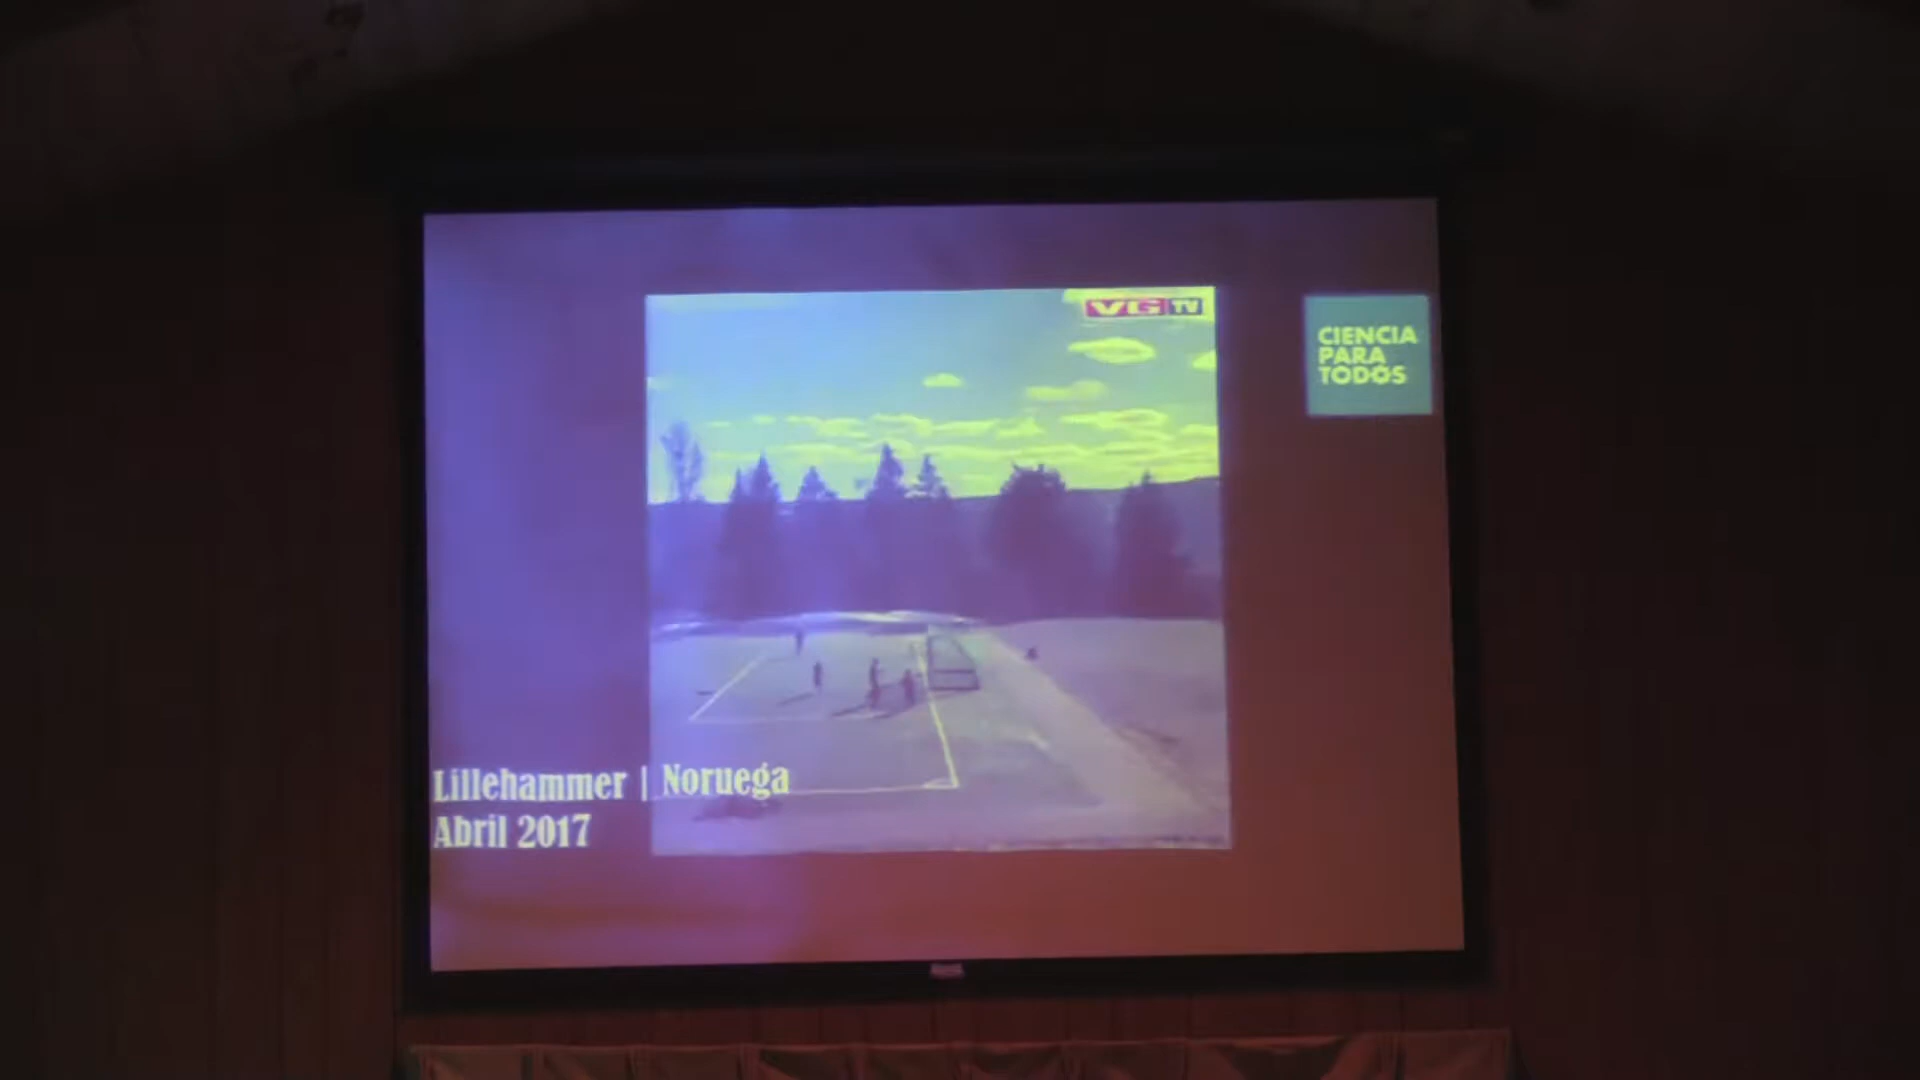 VG TV
CIENCIA
PARA
TODOS
Lillehammer | Noruega
Abril 2017